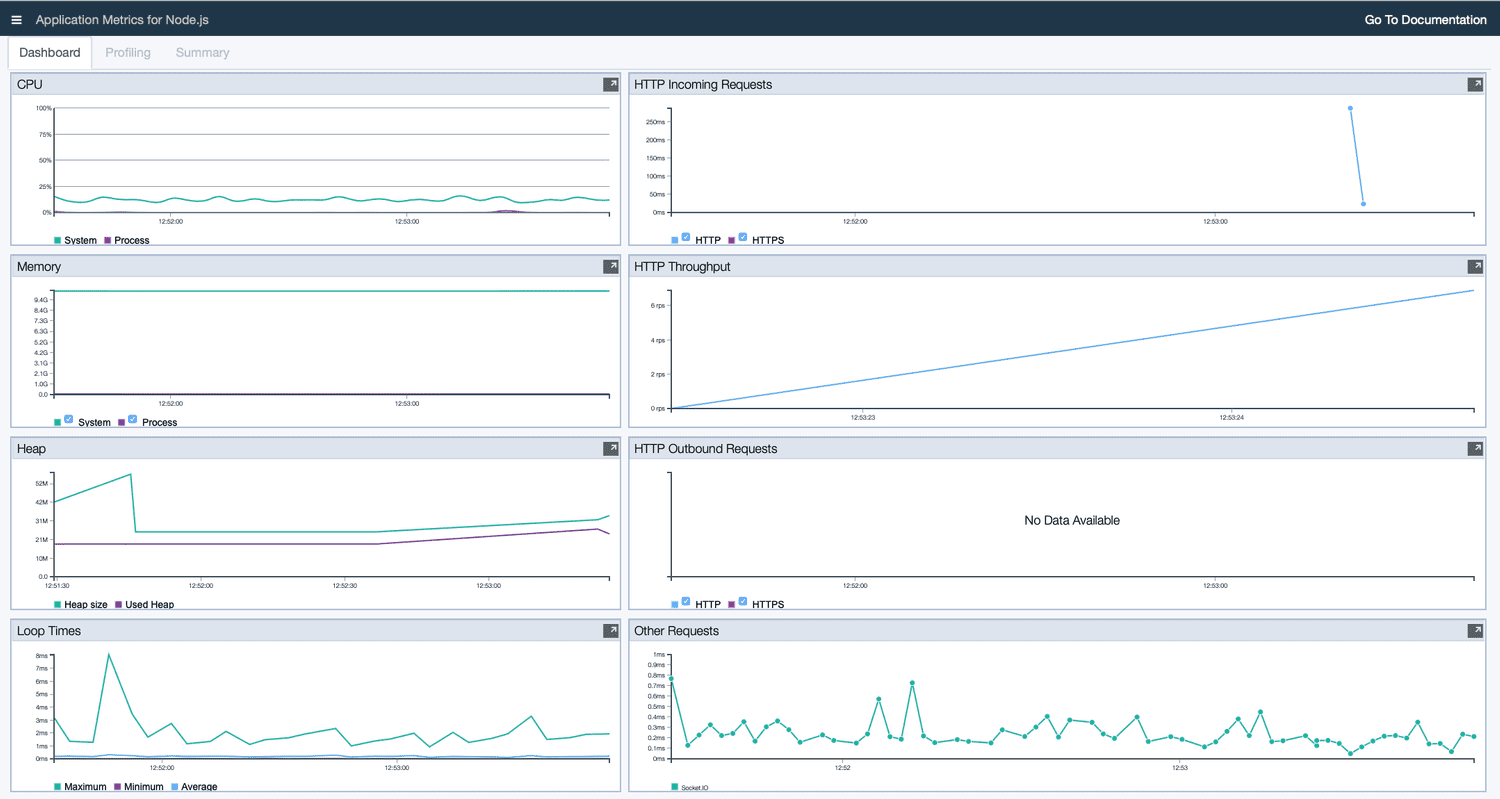 Application Metrics for Node.js
Go To Documentation
Dashboard Profiling Summary
CPU
100%
75%
50%
25%
0%
12:52:00 12:53:00
System Process
HTTP Incoming Requests
250ms
200ms
150ms
100ms
50ms
0ms
12:52:00 12:53:00
HTTP HTTPS
Memory
9.4G
8.4G
7.3G
6.3G
5.2G
4.2G
3.1G
2.1G
1.0G
0.0
12:52:00 12:53:00
System Process
HTTP Throughput
6 rps
4 rps
2 rps
0 rps
12:53:23 12:53:24
Heap
52M
42M
31M
21M
10M
0.0
12:51:30 12:52:00 12:52:30 12:53:00
Heap size Used Heap
HTTP Outbound Requests
No Data Available
12:52:00 12:53:00
HTTP HTTPS
Loop Times
8ms
7ms
6ms
5ms
4ms
3ms
2ms
1ms
0ms
12:52:00 12:53:00
Maximum Minimum Average
Other Requests
1ms
0.9ms
0.8ms
0.7ms
0.6ms
0.5ms
0.4ms
0.3ms
0.2ms
0.1ms
0ms
12:52 12:53
Socket.IO